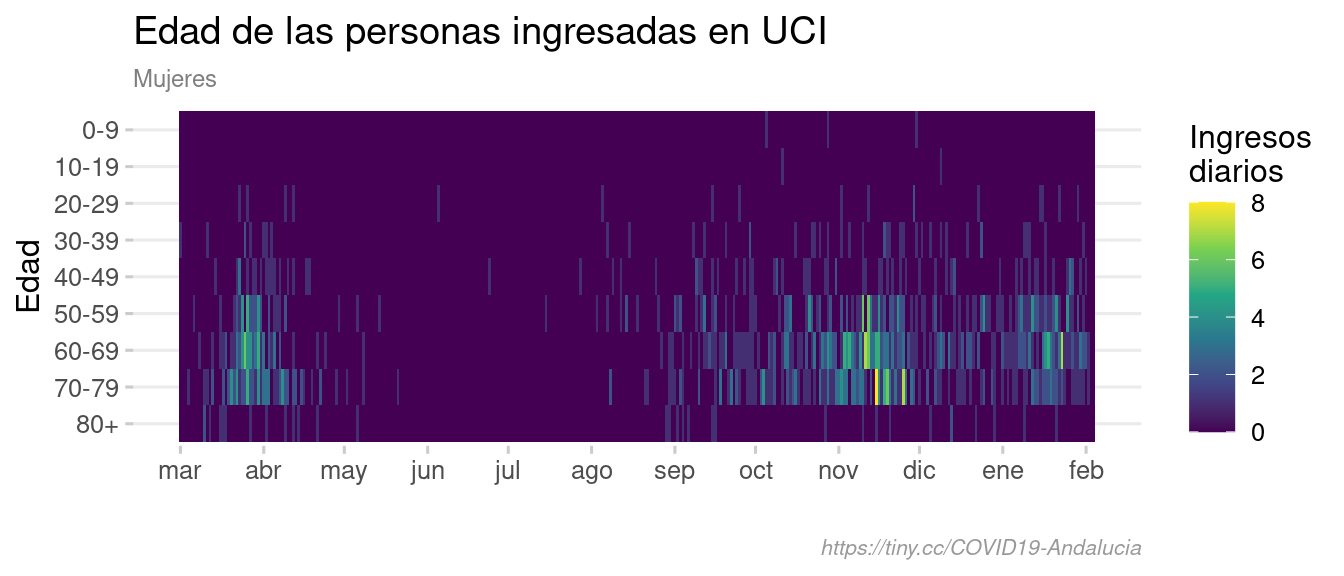 Edad de las personas ingresadas en UCI
Mujeres
Edad
0-9
10-19
20-29
30-39
40-49
50-59
60-69
70-79
80+
mar abr may jun jul ago sep oct nov dic ene feb
Ingresos
diarios
8
6
4
2
0
https://tiny.cc/COVID19-Andalucia